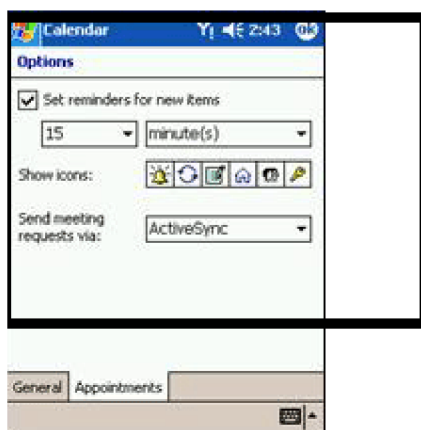 Calendar 2:43 ok
Options
Set reminders for new items
15 minute(s)
Show icons:
Send meeting
requests via: ActiveSync
General Appointments